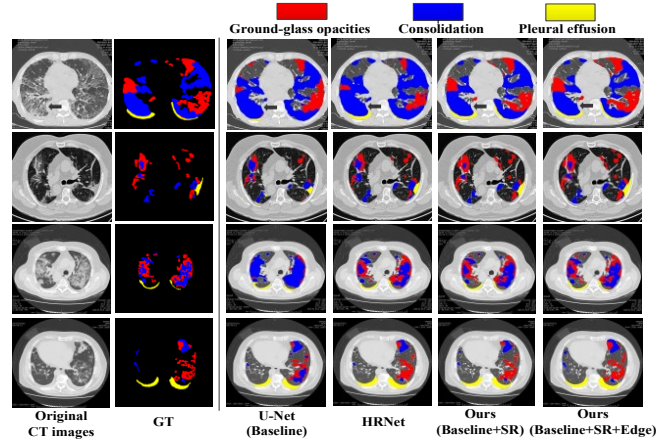 Ground-glass opacities Consolidation Pleural effusion
Original CT images
GT
U-Net (Baseline)
HRNet
Ours (Baseline+SR)
Ours (Baseline+SR+Edge)